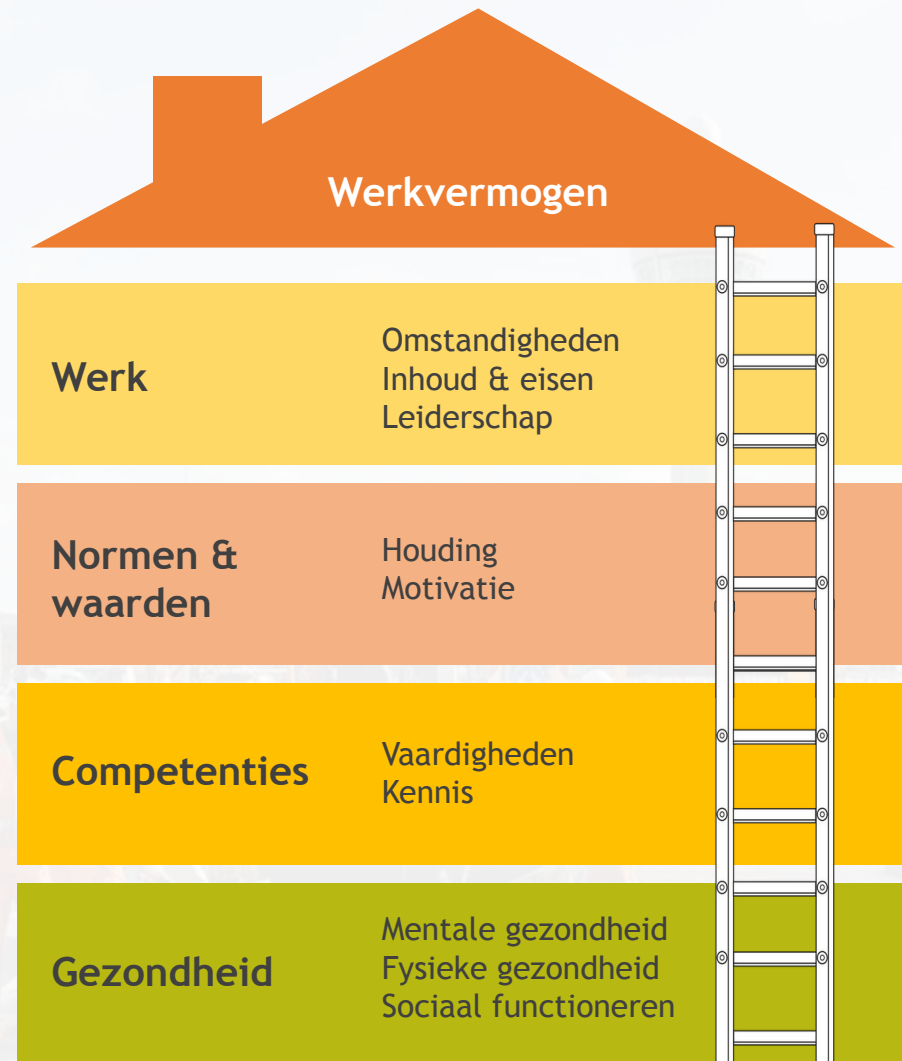 Werkvermogen
Werk
Omstandigheden
Inhoud & eisen
Leiderschap
Normen &
waarden
Houding
Motivatie
Competenties
Vaardigheden
Kennis
Gezondheid
Mentale gezondheid
Fysieke gezondheid
Sociaal functioneren